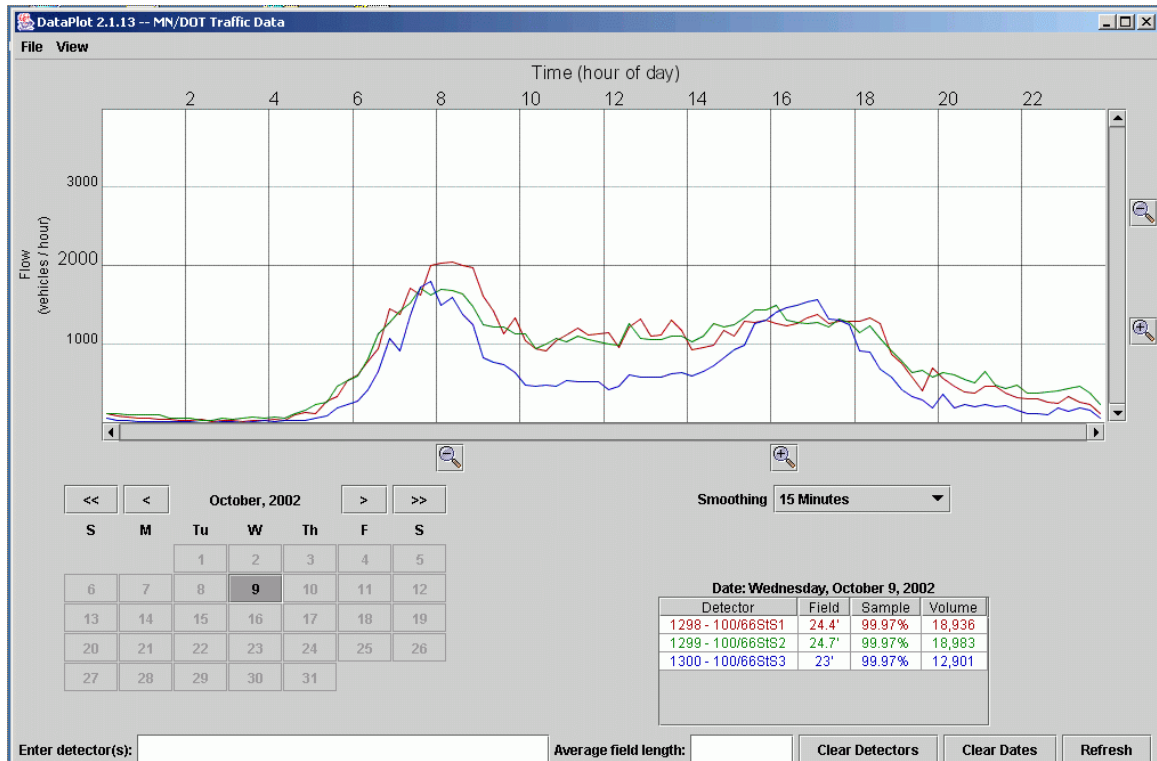 DataPlot 2.1.13 -- MN/DOT Traffic Data
File View
Time (hour of day)
2 4 6 8 10 12 14 16 18 20 22
3000
2000
1000
Flow
(vehicles / hour)
<< < October, 2002 > >>
S M Tu W Th F S
1 2 3 4 5
6 7 8 9 10 11 12
13 14 15 16 17 18 19
20 21 22 23 24 25 26
27 28 29 30 31
Smoothing 15 Minutes
Date: Wednesday, October 9, 2002
Detector Field Sample Volume
1298 - 100/66StS1 24.4' 99.97% 18,936
1299 - 100/66StS2 24.7' 99.97% 18,983
1300 - 100/66StS3 23' 99.97% 12,901
Enter detector(s): Average field length: Clear Detectors Clear Dates Refresh